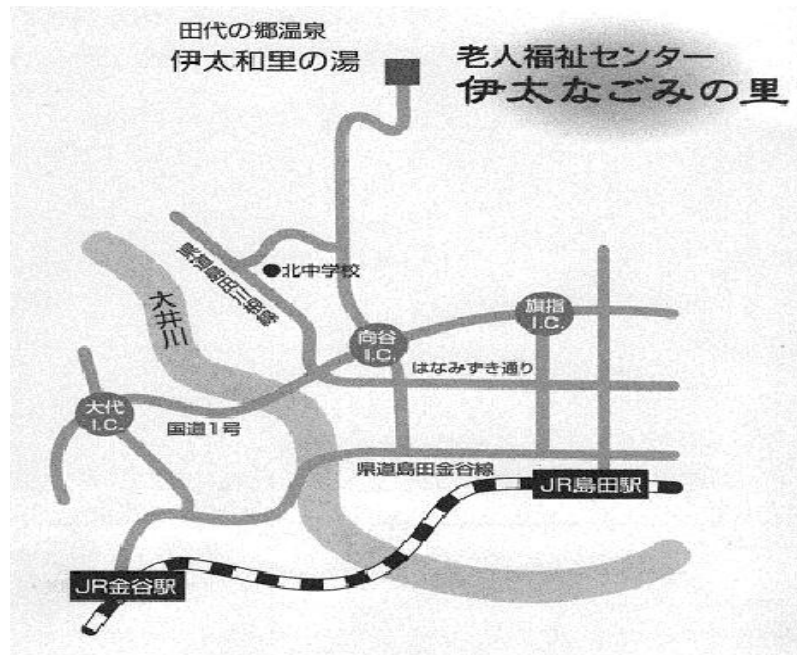 田代の郷温泉
伊太和里の湯
老人福祉センター
伊太なごみの里
県道島田川根線
●北中学校
大井川
旗指
I.C.
向谷
I.C.
はなみずき通り
大代
I.C.
国道1号
県道島田金谷線
JR島田駅
JR金谷駅